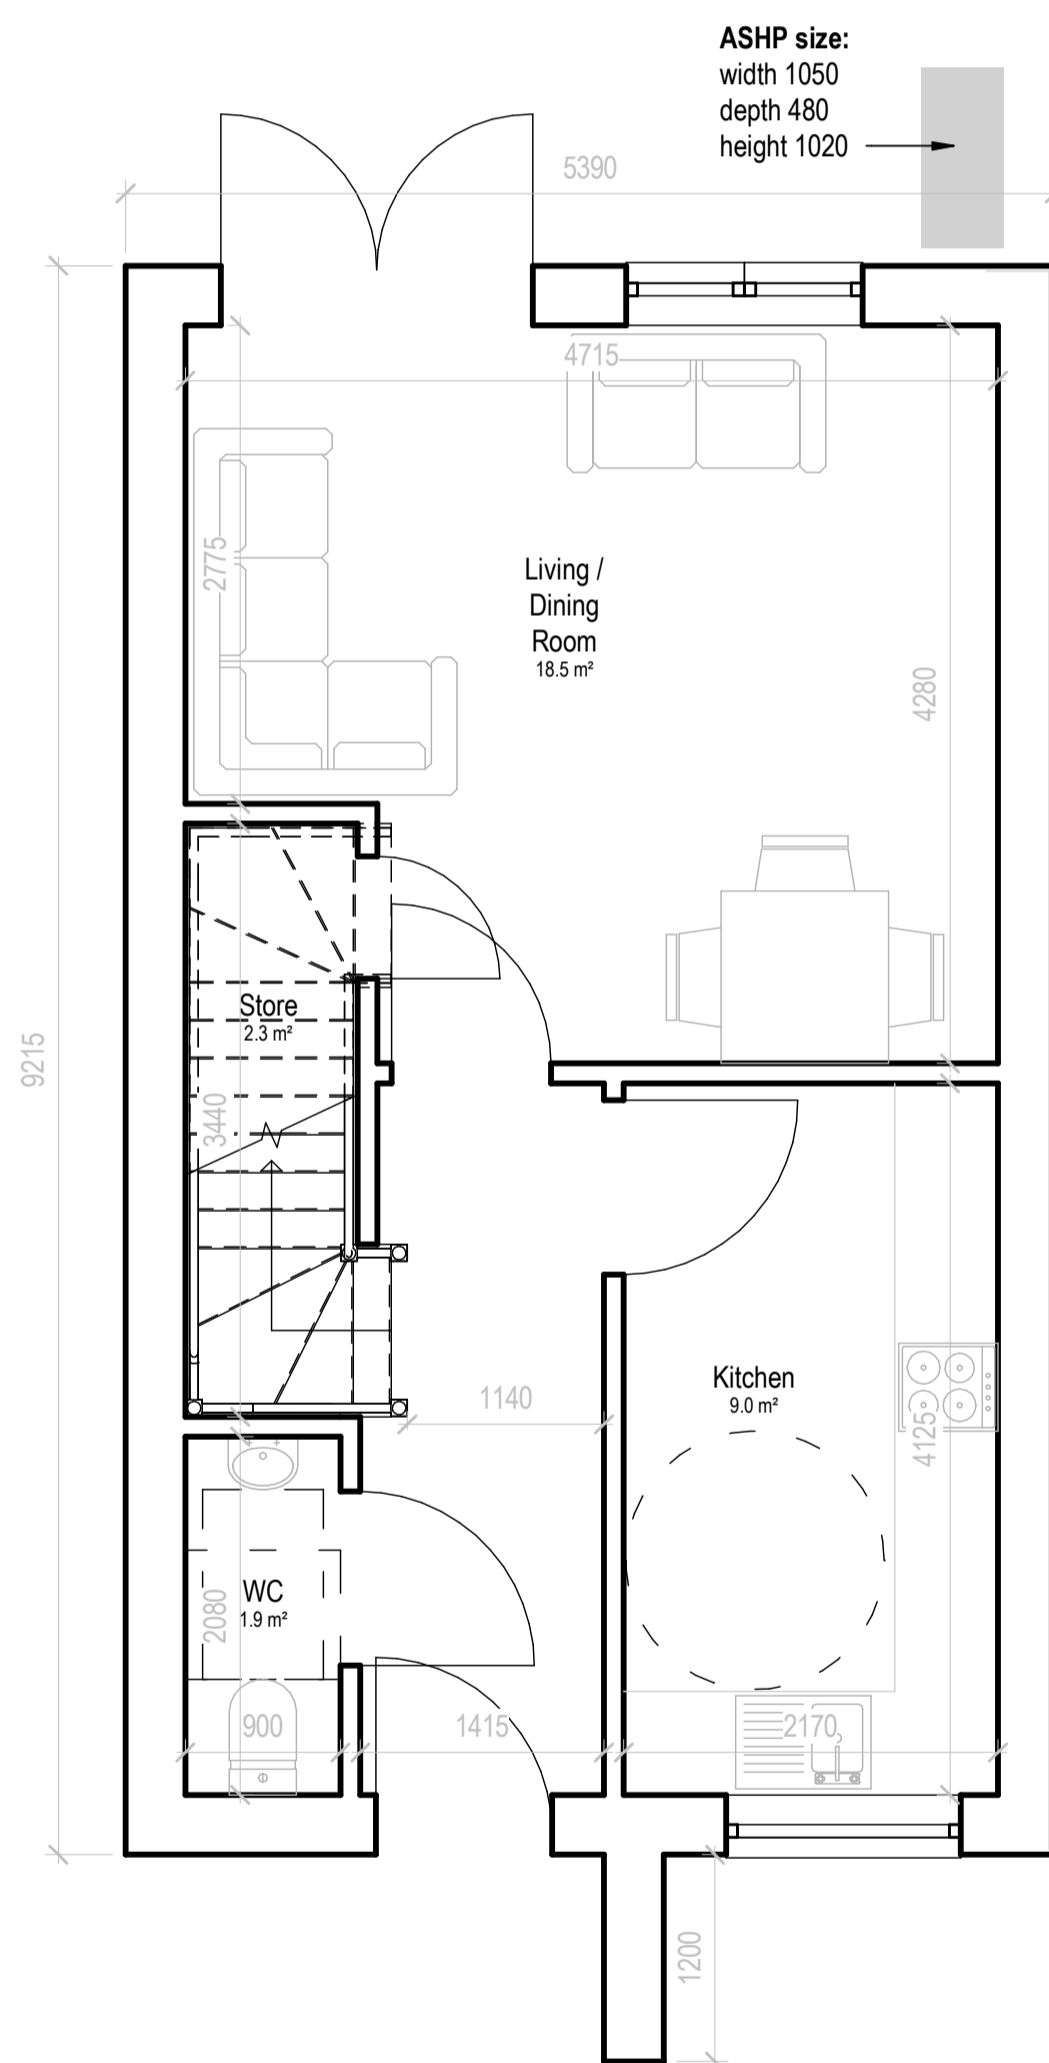 ASHP size:
width 1050
depth 480
height 1020
5390
4715
2775
Living /
Dining
Room
18.5 m²
4280
9215
Store
2.3 m²
3440
1140
Kitchen
9.0 m²
4125
WC
1.9 m²
2080
900
1415
2170
1200